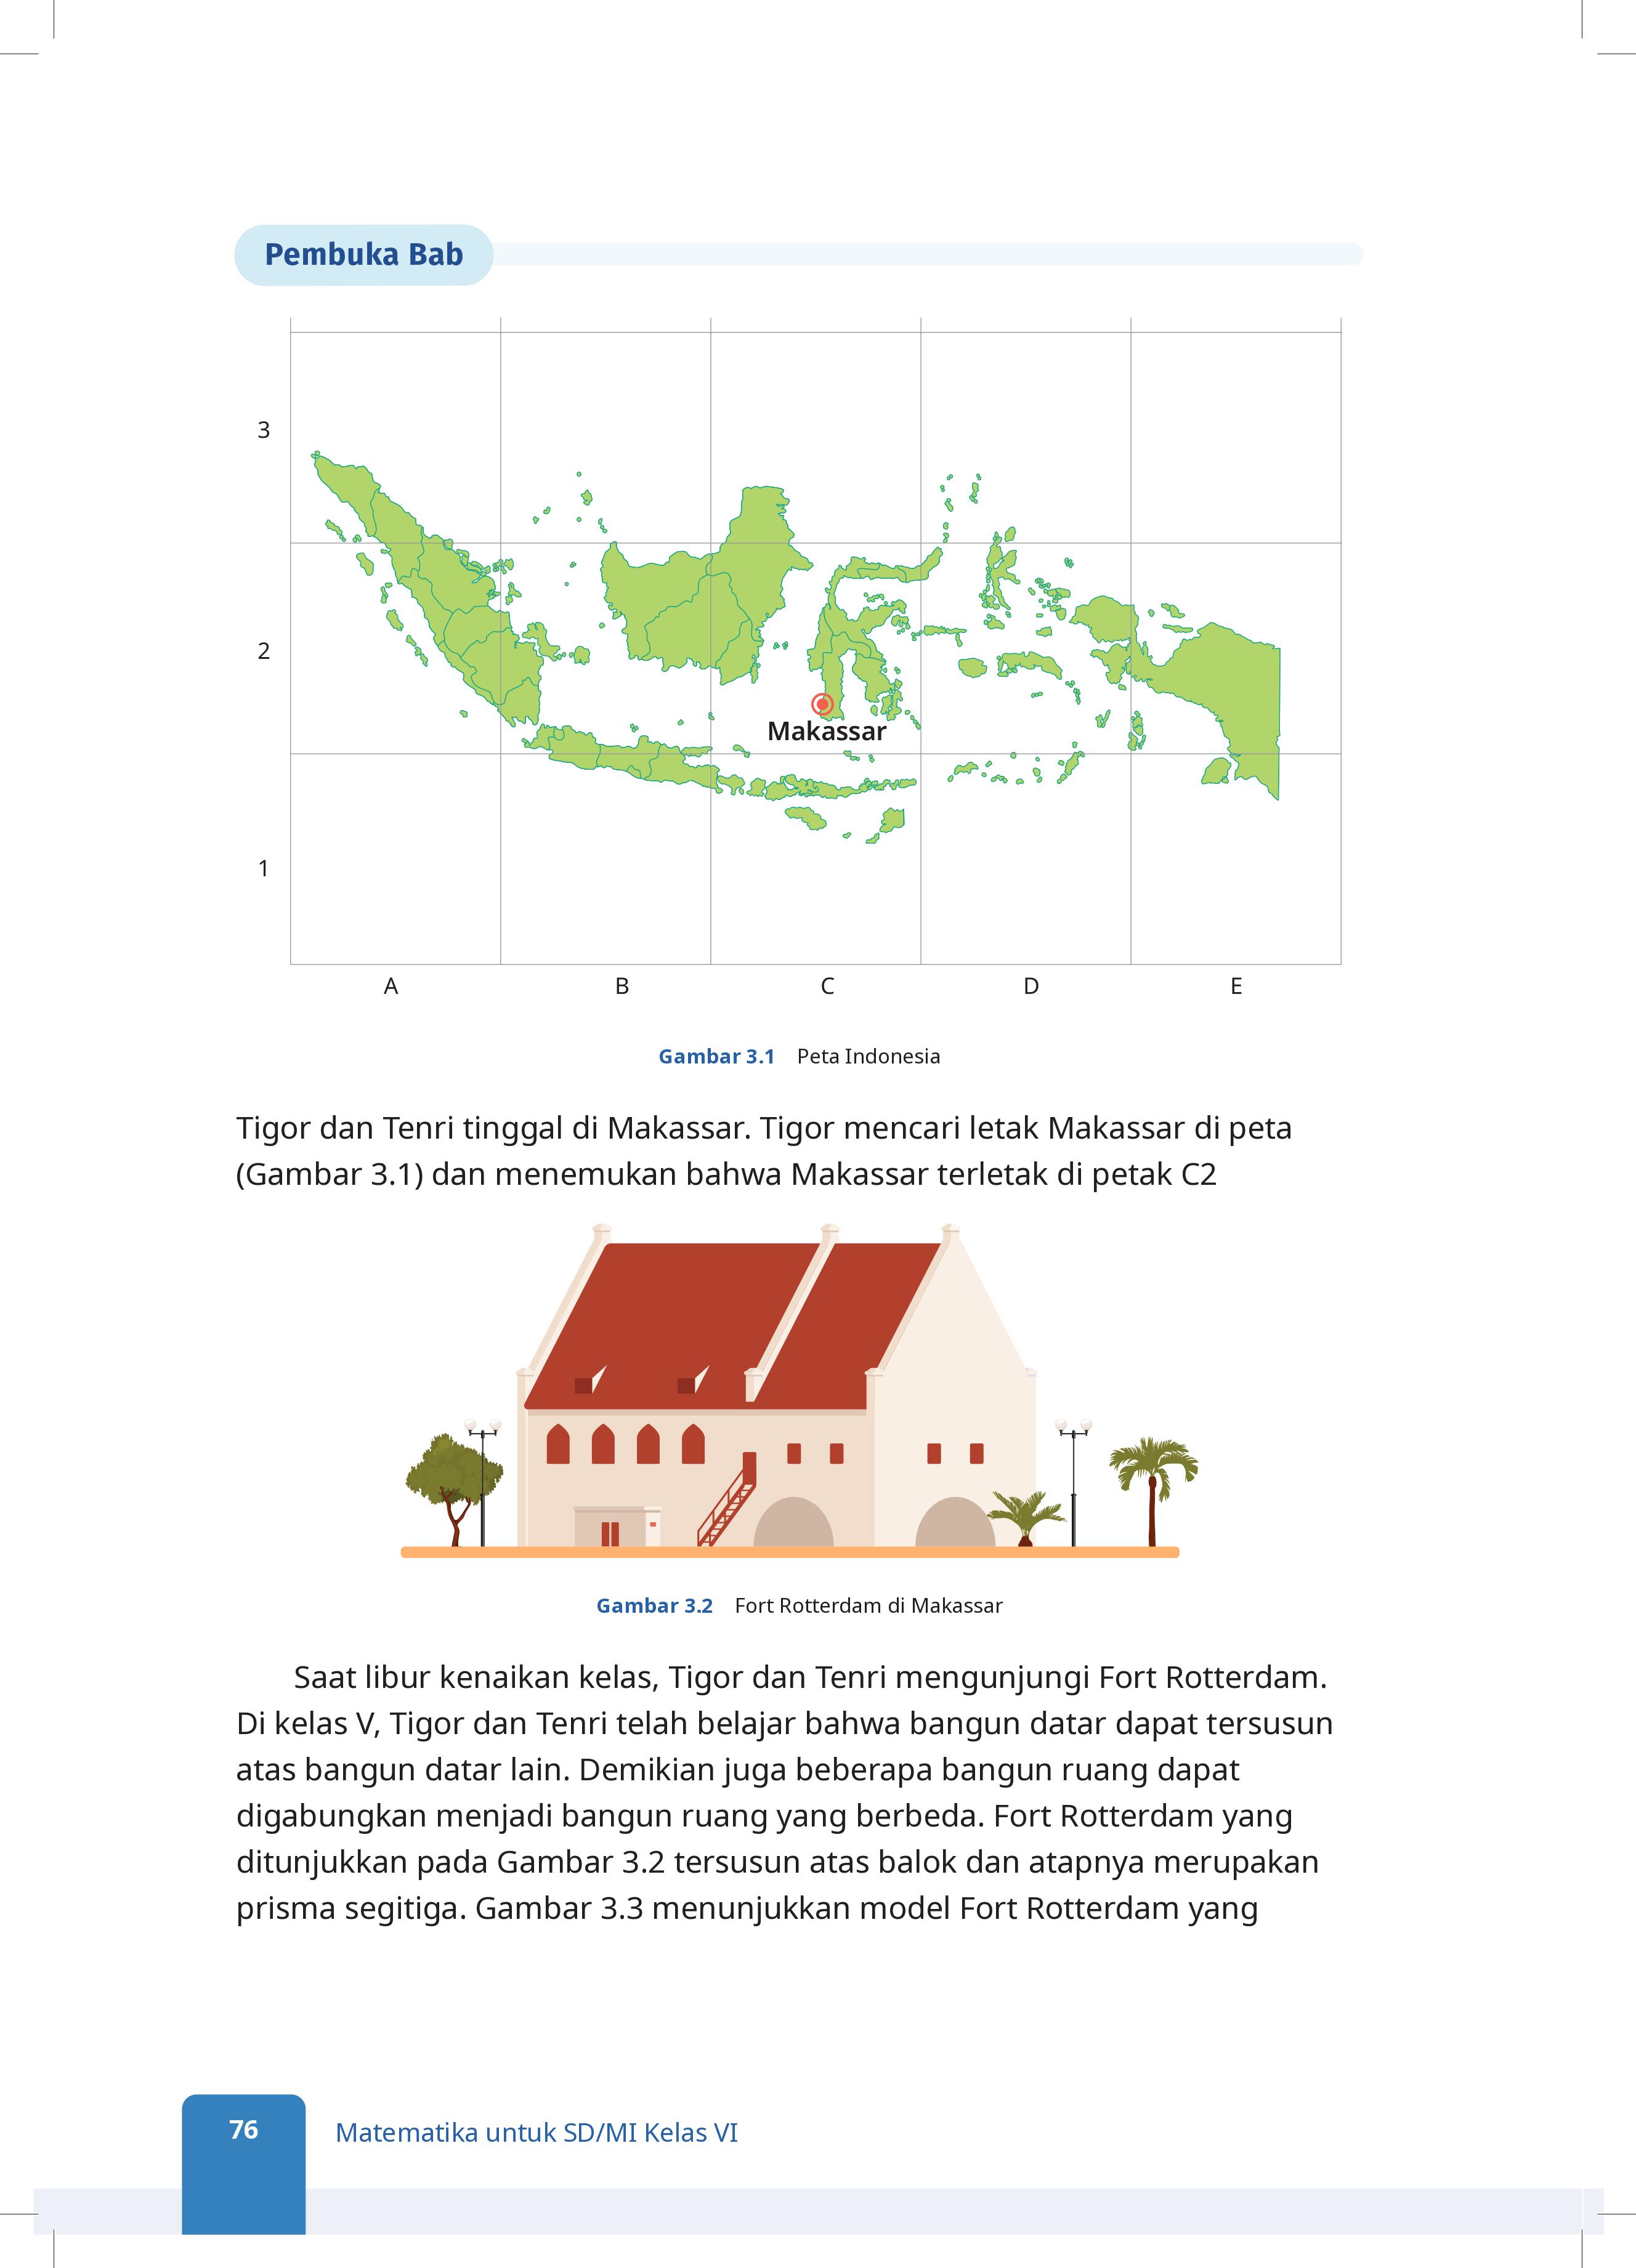 Pembuka Bab
3
2
1
Makassar
A B C D E
Gambar 3.1 Peta Indonesia
Tigor dan Tenri tinggal di Makassar. Tigor mencari letak Makassar di peta
(Gambar 3.1) dan menemukan bahwa Makassar terletak di petak C2
Gambar 3.2 Fort Rotterdam di Makassar
Saat libur kenaikan kelas, Tigor dan Tenri mengunjungi Fort Rotterdam.
Di kelas V, Tigor dan Tenri telah belajar bahwa bangun datar dapat tersusun
atas bangun datar lain. Demikian juga beberapa bangun ruang dapat
digabungkan menjadi bangun ruang yang berbeda. Fort Rotterdam yang
ditunjukkan pada Gambar 3.2 tersusun atas balok dan atapnya merupakan
prisma segitiga. Gambar 3.3 menunjukkan model Fort Rotterdam yang
76 Matematika untuk SD/MI Kelas VI